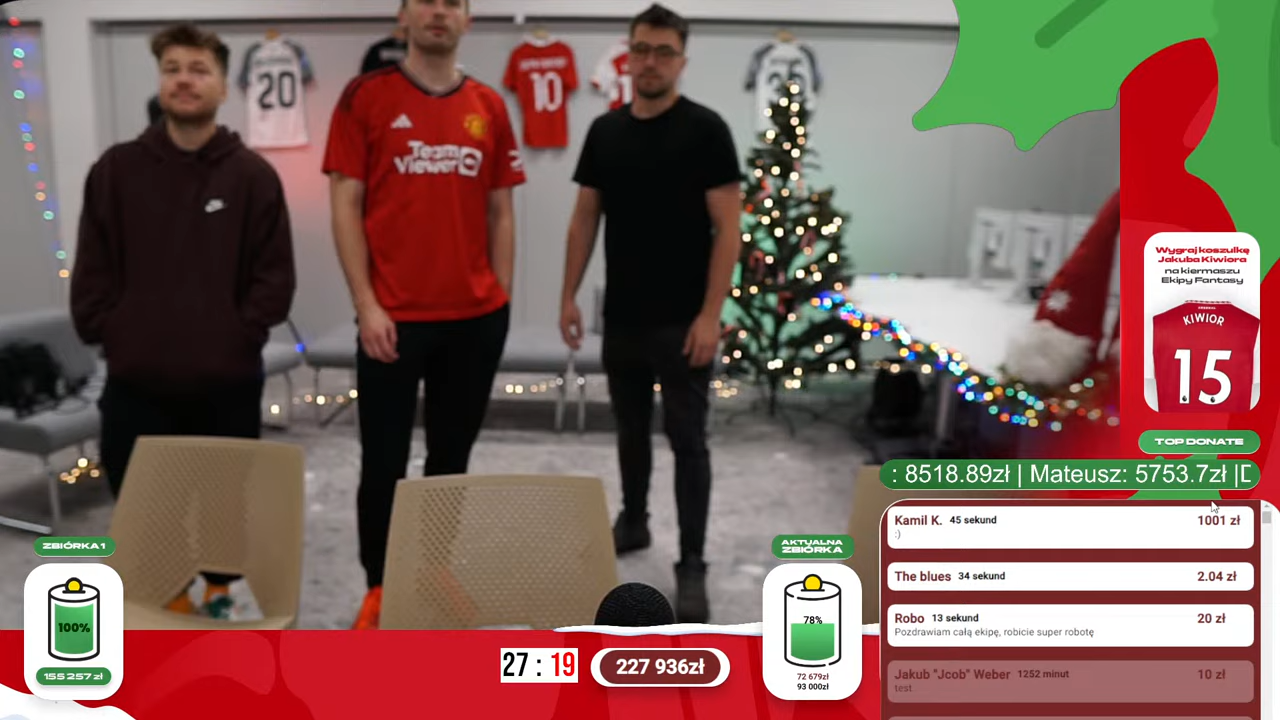 20
10
Team
Viewer
Wygraj koszulkę
Jakuba Kiwiora
na kiermaszu
Ekipy Fantasy
KIWIOR
15
TOP DONATE
: 8518.89zł | Mateusz: 5753.7zł |D
Kamil K. 45 sekund 1001 zł
:)
The blues 34 sekund 2.04 zł
Robo 13 sekund 20 zł
Pozdrawiam całą ekipę, robicie super robotę
Jakub "Jcob" Weber 1252 minut 10 zł
test
ZBIÓRKA 1
100%
155 257 zł
27 : 19
227 936zł
AKTUALNA
ZBIÓRKA
78%
72 679zł
93 000zł